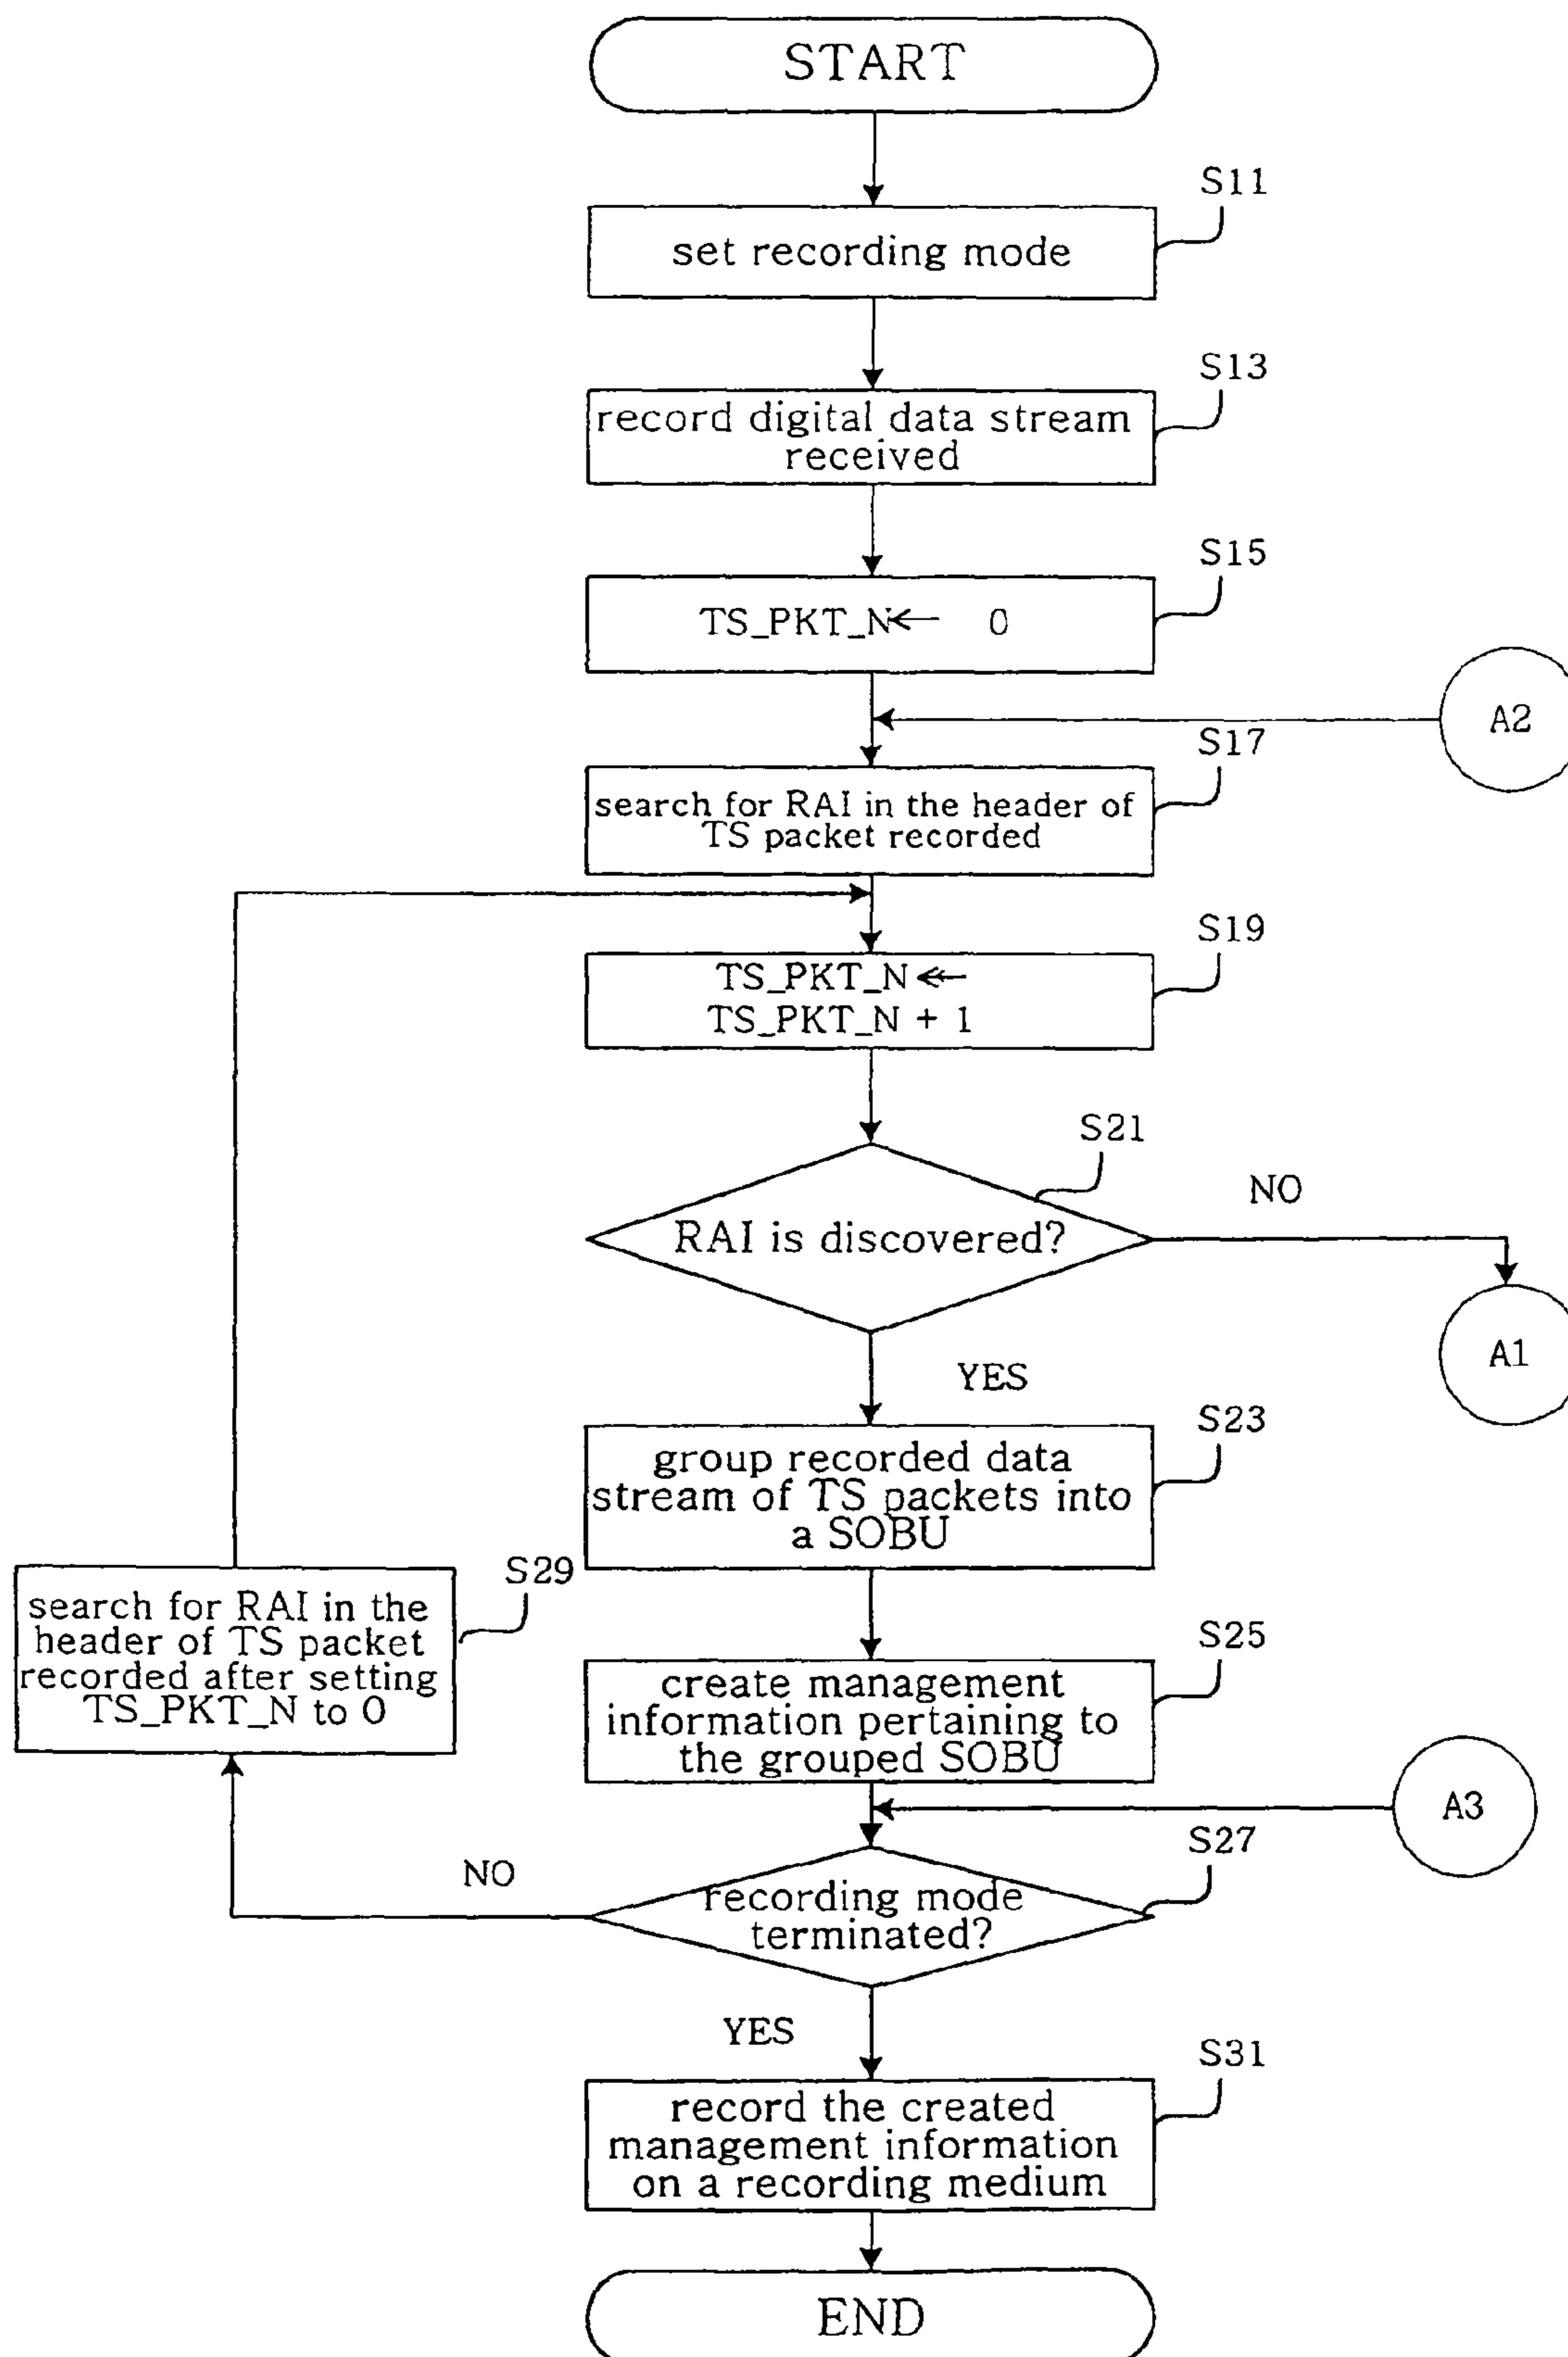 START
S11
set recording mode
S13
record digital data stream
received
S15
TS_PKT_N← 0
A2
S17
search for RAI in the header of
TS packet recorded
S19
TS_PKT_N ←
TS_PKT_N + 1
S21
NO
RAI is discovered?
A1
YES
S23
group recorded data
stream of TS packets into
a SOBU
S29
search for RAI in the
header of TS packet
recorded after setting
TS_PKT_N to 0
S25
create management
information pertaining to
the grouped SOBU
A3
S27
NO
recording mode
terminated?
YES
S31
record the created
management information
on a recording medium
END